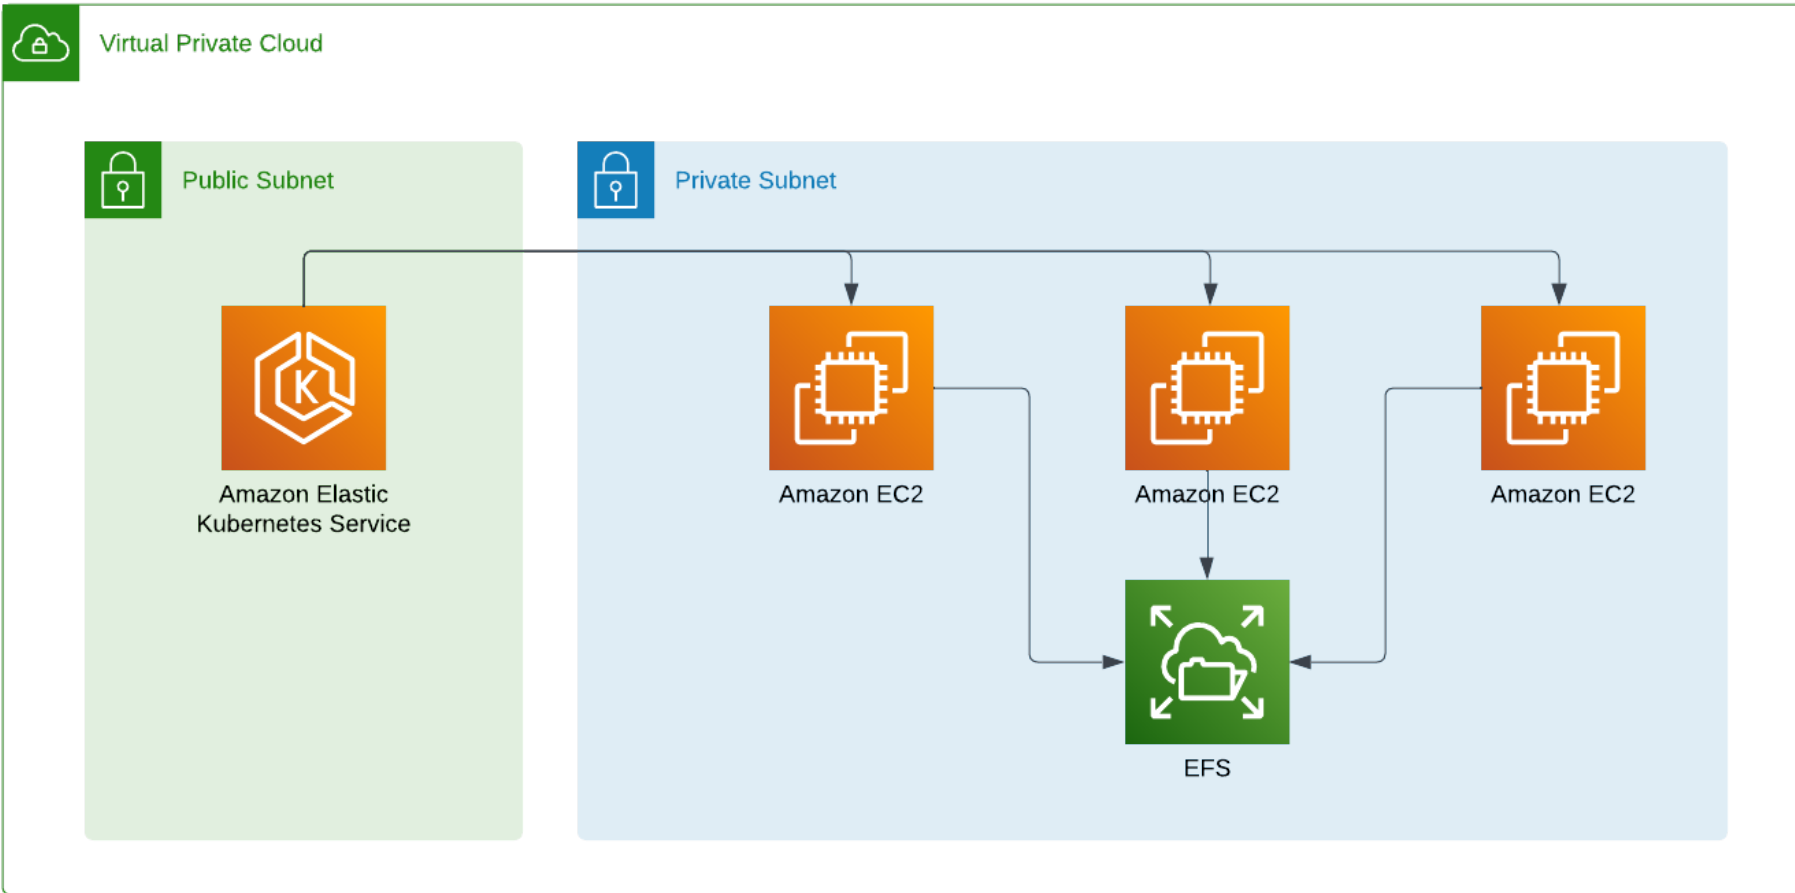 Virtual Private Cloud
Public Subnet
Private Subnet
K
Amazon Elastic
Kubernetes Service
Amazon EC2
Amazon EC2
Amazon EC2
EFS